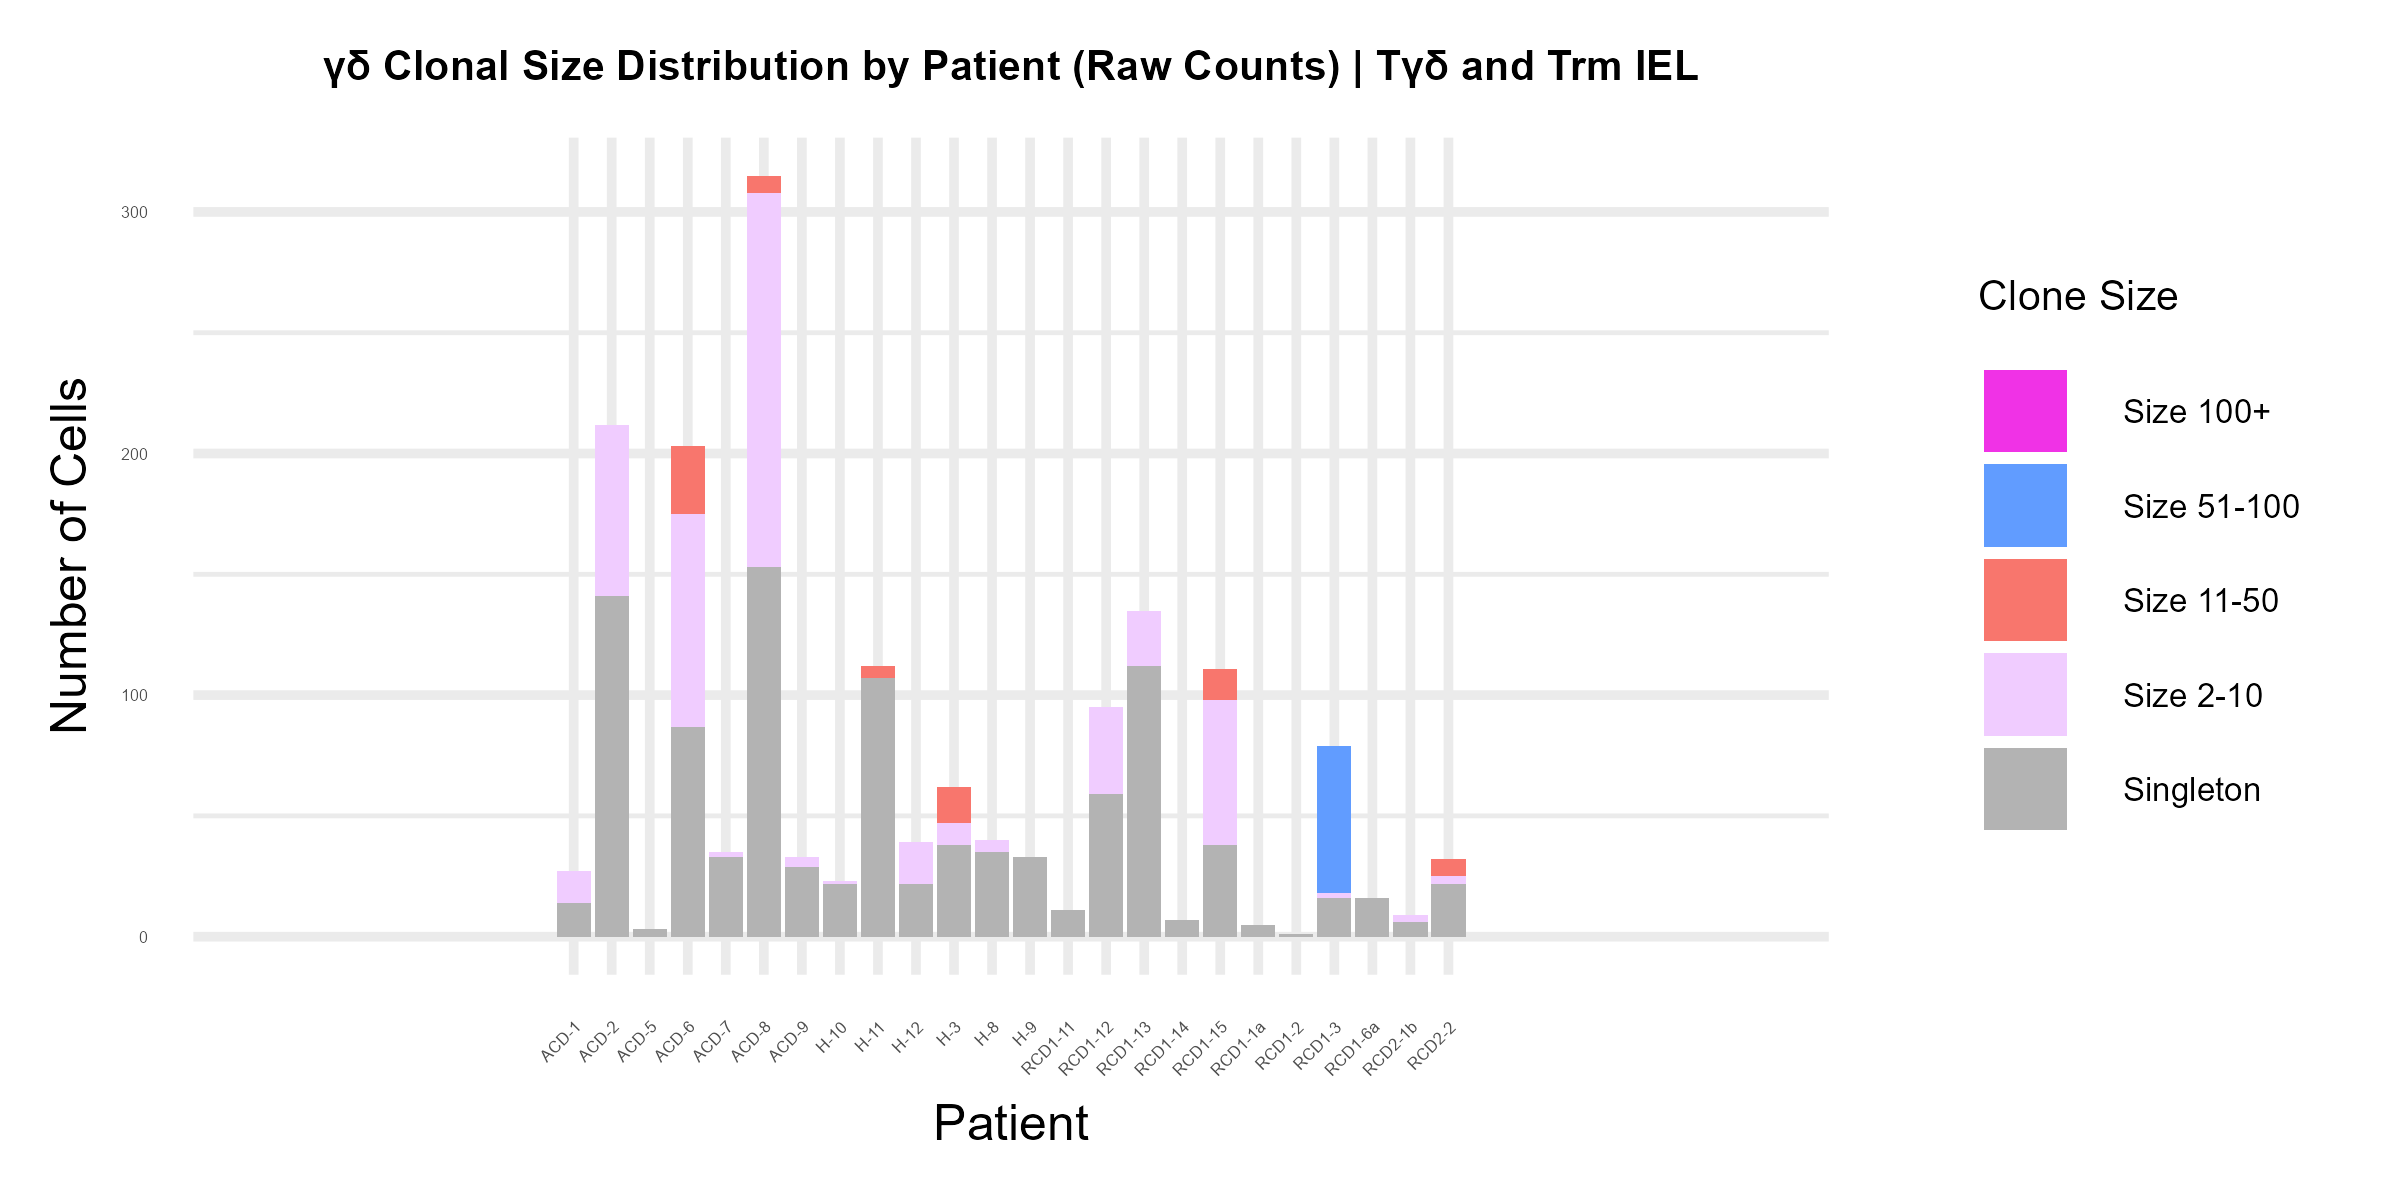 γδ Clonal Size Distribution by Patient (Raw Counts) | Tγδ and Trm IEL
Number of Cells
300
200
100
0
ACD-1
ACD-2
ACD-5
ACD-6
ACD-7
ACD-8
ACD-9
H-10
H-11
H-12
H-3
H-8
H-9
RCD1-11
RCD1-12
RCD1-13
RCD1-14
RCD1-15
RCD1-1a
RCD1-2
RCD1-3
RCD1-6a
RCD2-1b
RCD2-2
Patient
Clone Size
Size 100+
Size 51-100
Size 11-50
Size 2-10
Singleton